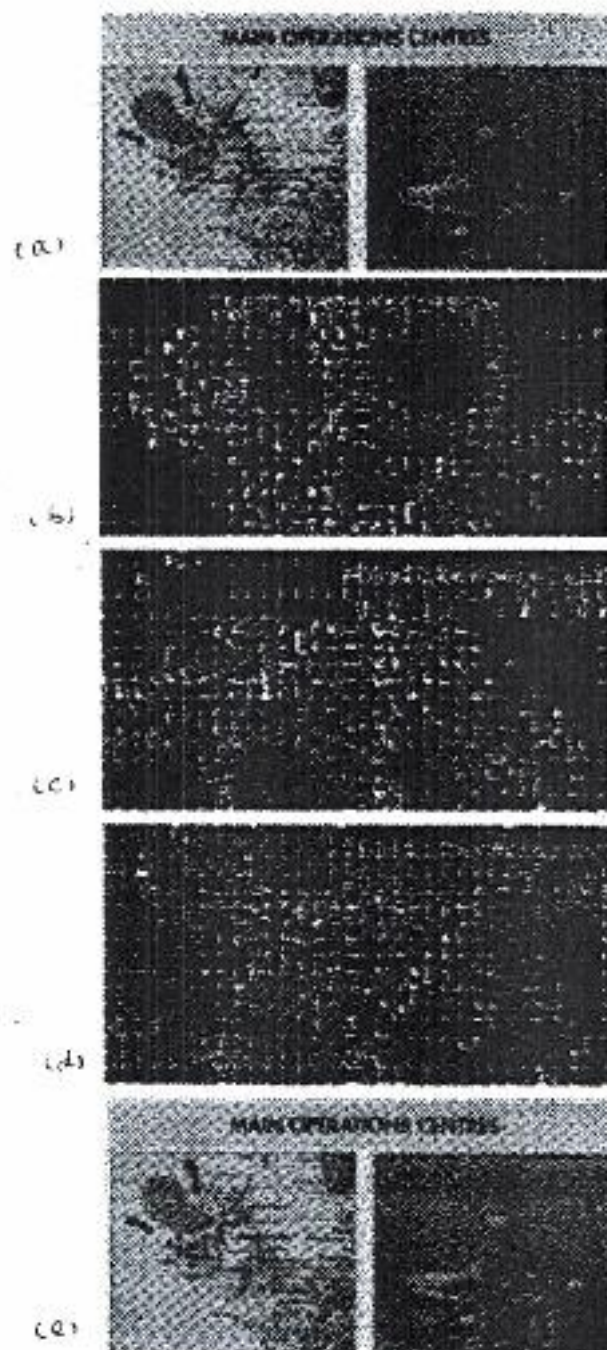 MAIN OPERATIONS CENTRES
(a)
(b)
(c)
(d)
MAIN OPERATIONS CENTRES
(e)